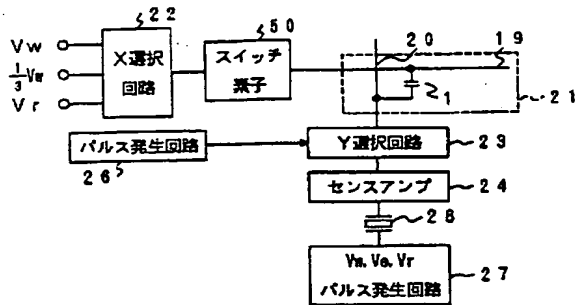 22
50
20
19
Vw
1/3Vw
Vr
X選択
回路
スイッチ
素子
1
21
パルス発生回路
26
Y選択回路
23
センスアンプ
24
28
Vw, Ve, Vr
パルス発生回路
27